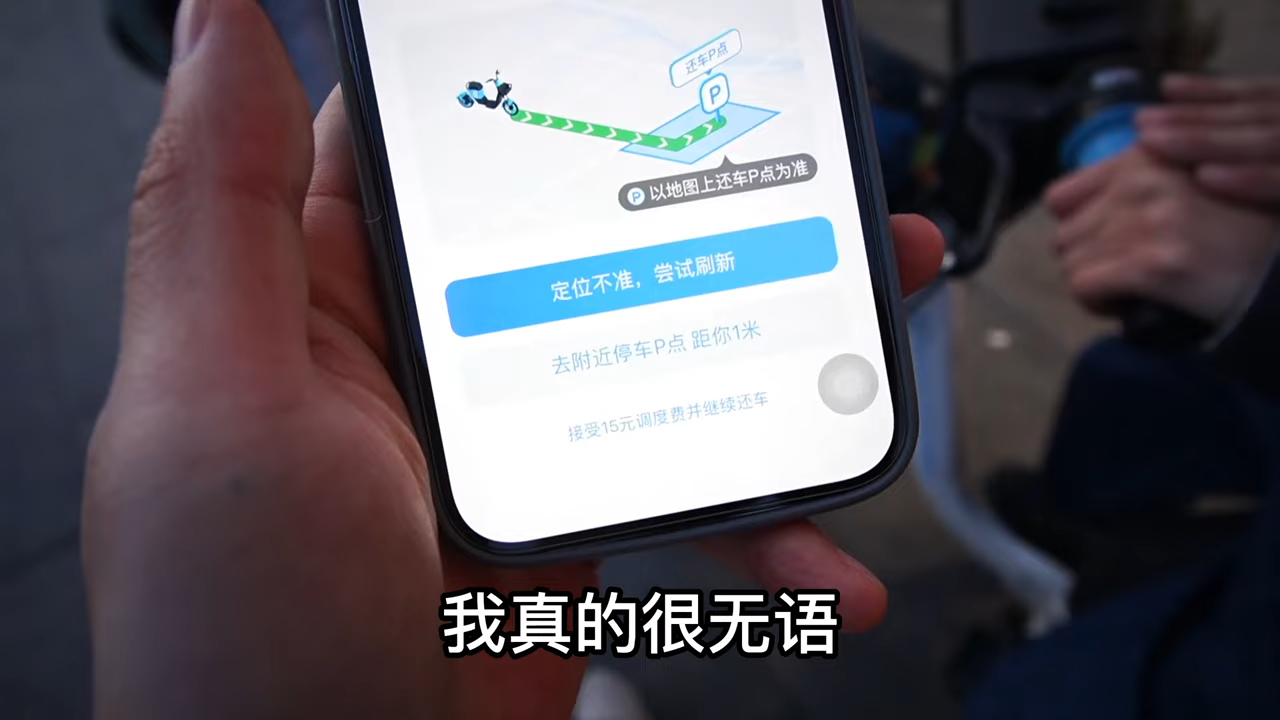 还车P点
P
P 以地图上还车P点为准
定位不准，尝试刷新
去附近停车P点 距你1米
接受15元调度费并继续还车
我真的很无语